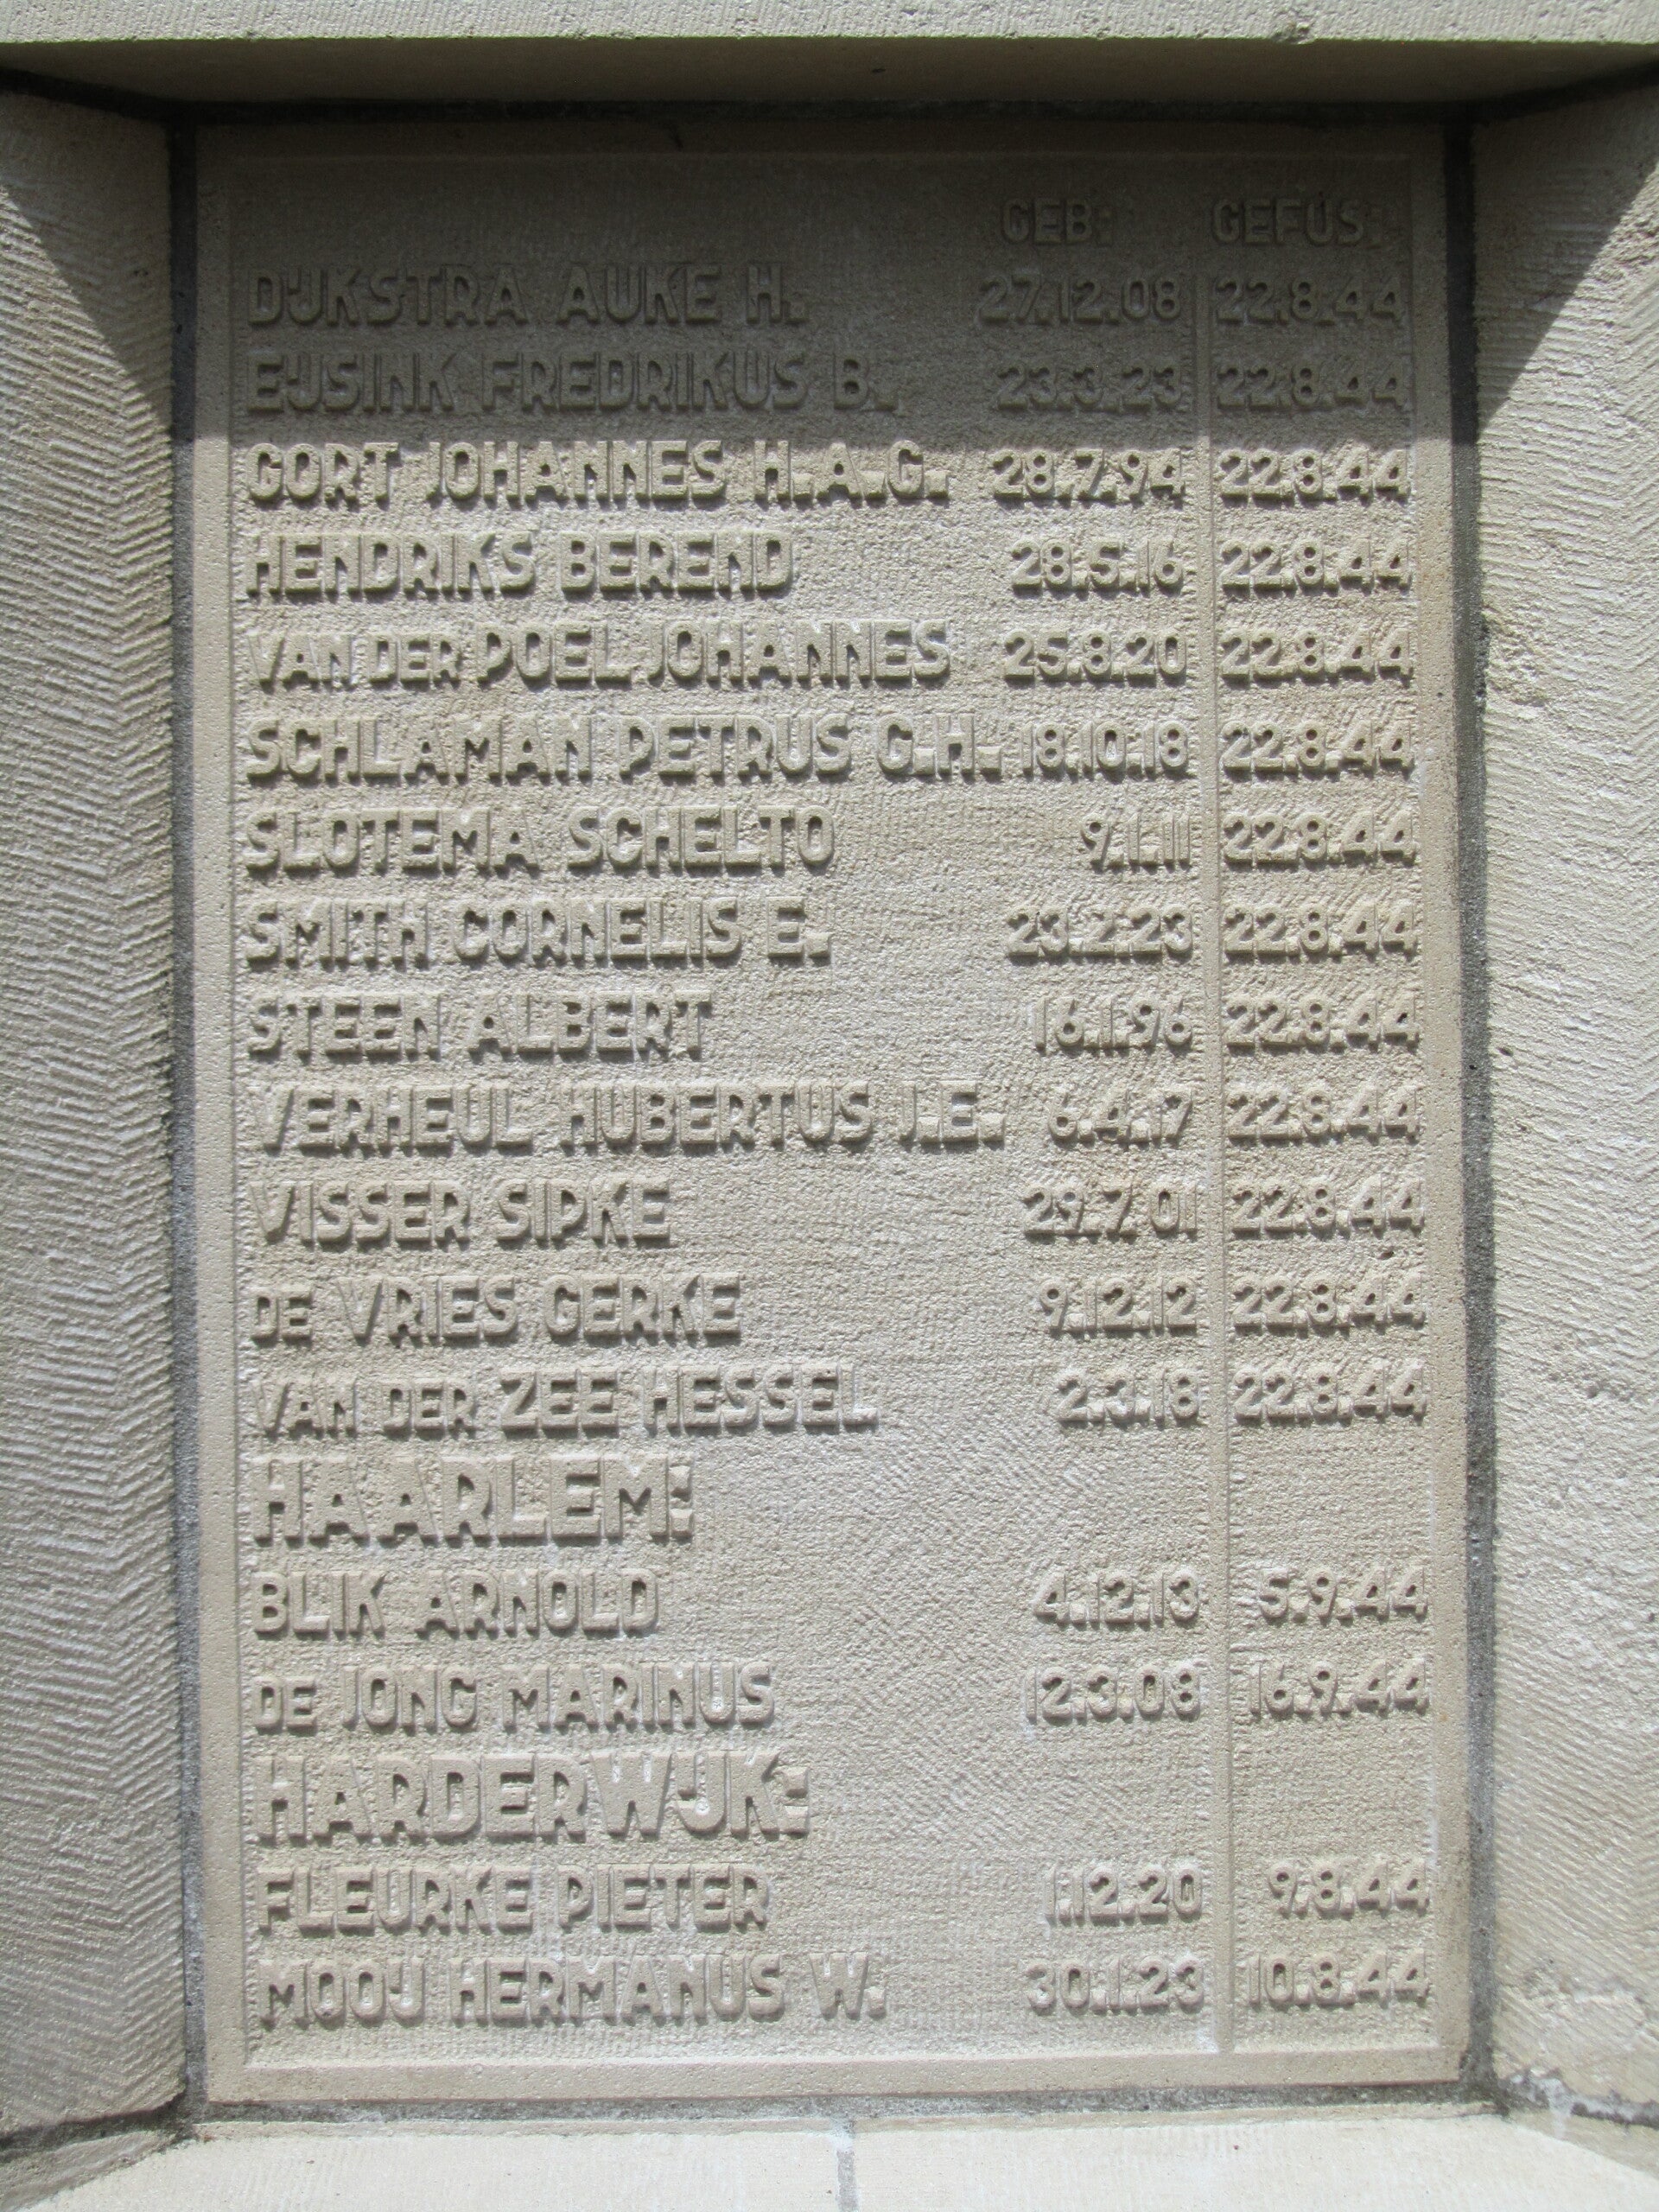 GEB: GEFUS:
DIJKSTRA AUKE H. 27.12.08 22.8.44
EIJSINK FREDRIKUS B. 23.3.23 22.8.44
GORT JOHANNES H.A.G. 28.7.94 22.8.44
HENDRIKS BEREND 28.5.16 22.8.44
VAN DER POEL JOHANNES 25.8.20 22.8.44
SCHLAMAN PETRUS G.H. 18.10.18 22.8.44
SLOTEMA SCHELTO 9.1.11 22.8.44
SMITH CORNELIS E. 23.2.23 22.8.44
STEEN ALBERT 16.1.96 22.8.44
VERHEUL HUBERTUS J.E. 6.4.17 22.8.44
VISSER SIPKE 29.7.01 22.8.44
DE VRIES GERKE 9.12.12 22.8.44
VAN DER ZEE HESSEL 2.3.18 22.8.44
HAARLEM:
BLIK ARNOLD 4.12.13 5.9.44
DE JONG MARINUS 12.3.08 16.9.44
HARDERWIJK:
FLEURKE PIETER 1.12.20 9.8.44
MOOIJ HERMANUS W. 30.1.23 10.8.44